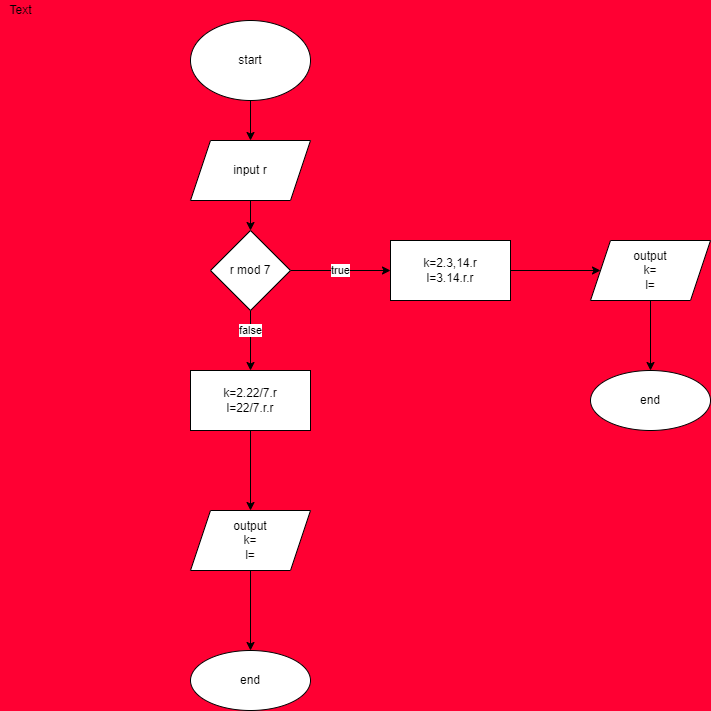 Text
start
input r
r mod 7
true
k=2.3,14.r
l=3.14.r.r
output
k=
l=
end
false
k=2.22/7.r
l=22/7.r.r
output
k=
l=
end